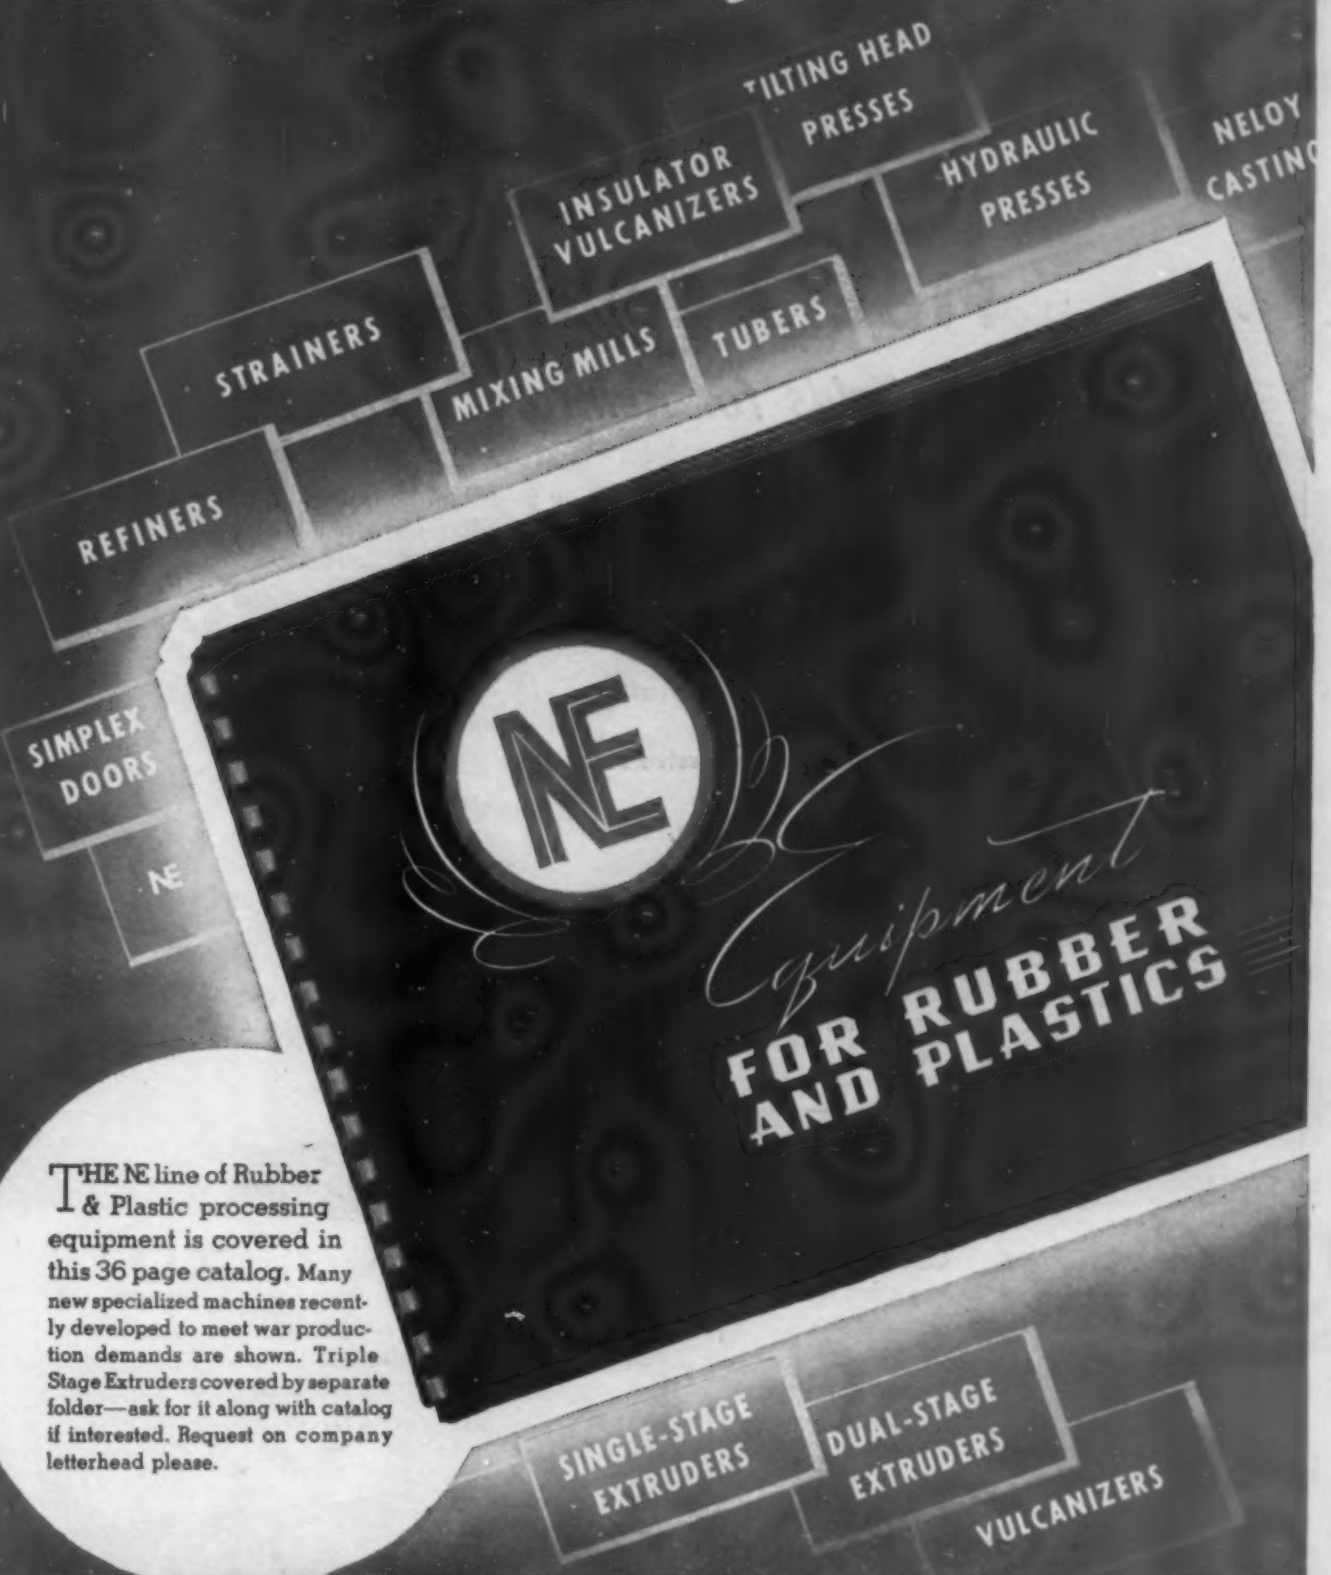 TILTING HEAD
PRESSES
INSULATOR
VULCANIZERS
HYDRAULIC
PRESSES
NELOY
CASTING
STRAINERS
MIXING MILLS
TUBERS
REFINERS
SIMPLEX
DOORS
NE
NE
Equipment
FOR RUBBER
AND PLASTICS
THE NE line of Rubber
& Plastic processing
equipment is covered in
this 36 page catalog. Many
new specialized machines recent-
ly developed to meet war produc-
tion demands are shown. Triple
Stage Extruders covered by separate
folder—ask for it along with catalog
if interested. Request on company
letterhead please.
SINGLE-STAGE
EXTRUDERS
DUAL-STAGE
EXTRUDERS
VULCANIZERS